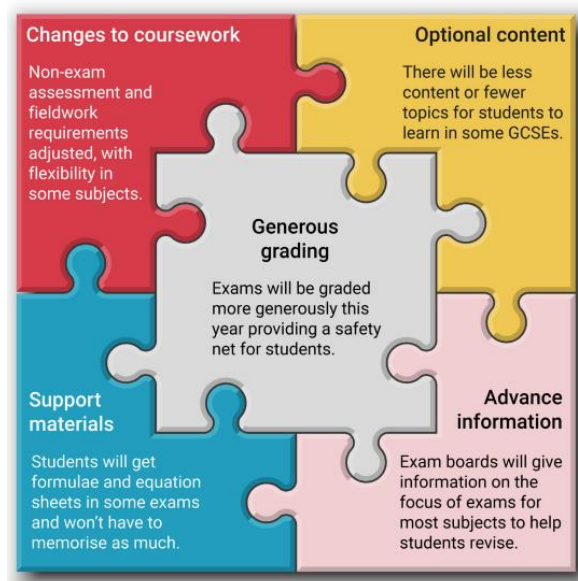 Changes to coursework
Non-exam
assessment and
fieldwork
requirements
adjusted, with
flexibility in
some subjects.
Optional content
There will be less
content or fewer
topics for students to
learn in some GCSEs.
Generous
grading
Exams will be graded
more generously this
year providing a safety
net for students.
Support
materials
Students will get
formulae and equation
sheets in some exams
and won't have to
memorise as much.
Advance
information
Exam boards will give
information on the
focus of exams for
most subjects to help
students revise.